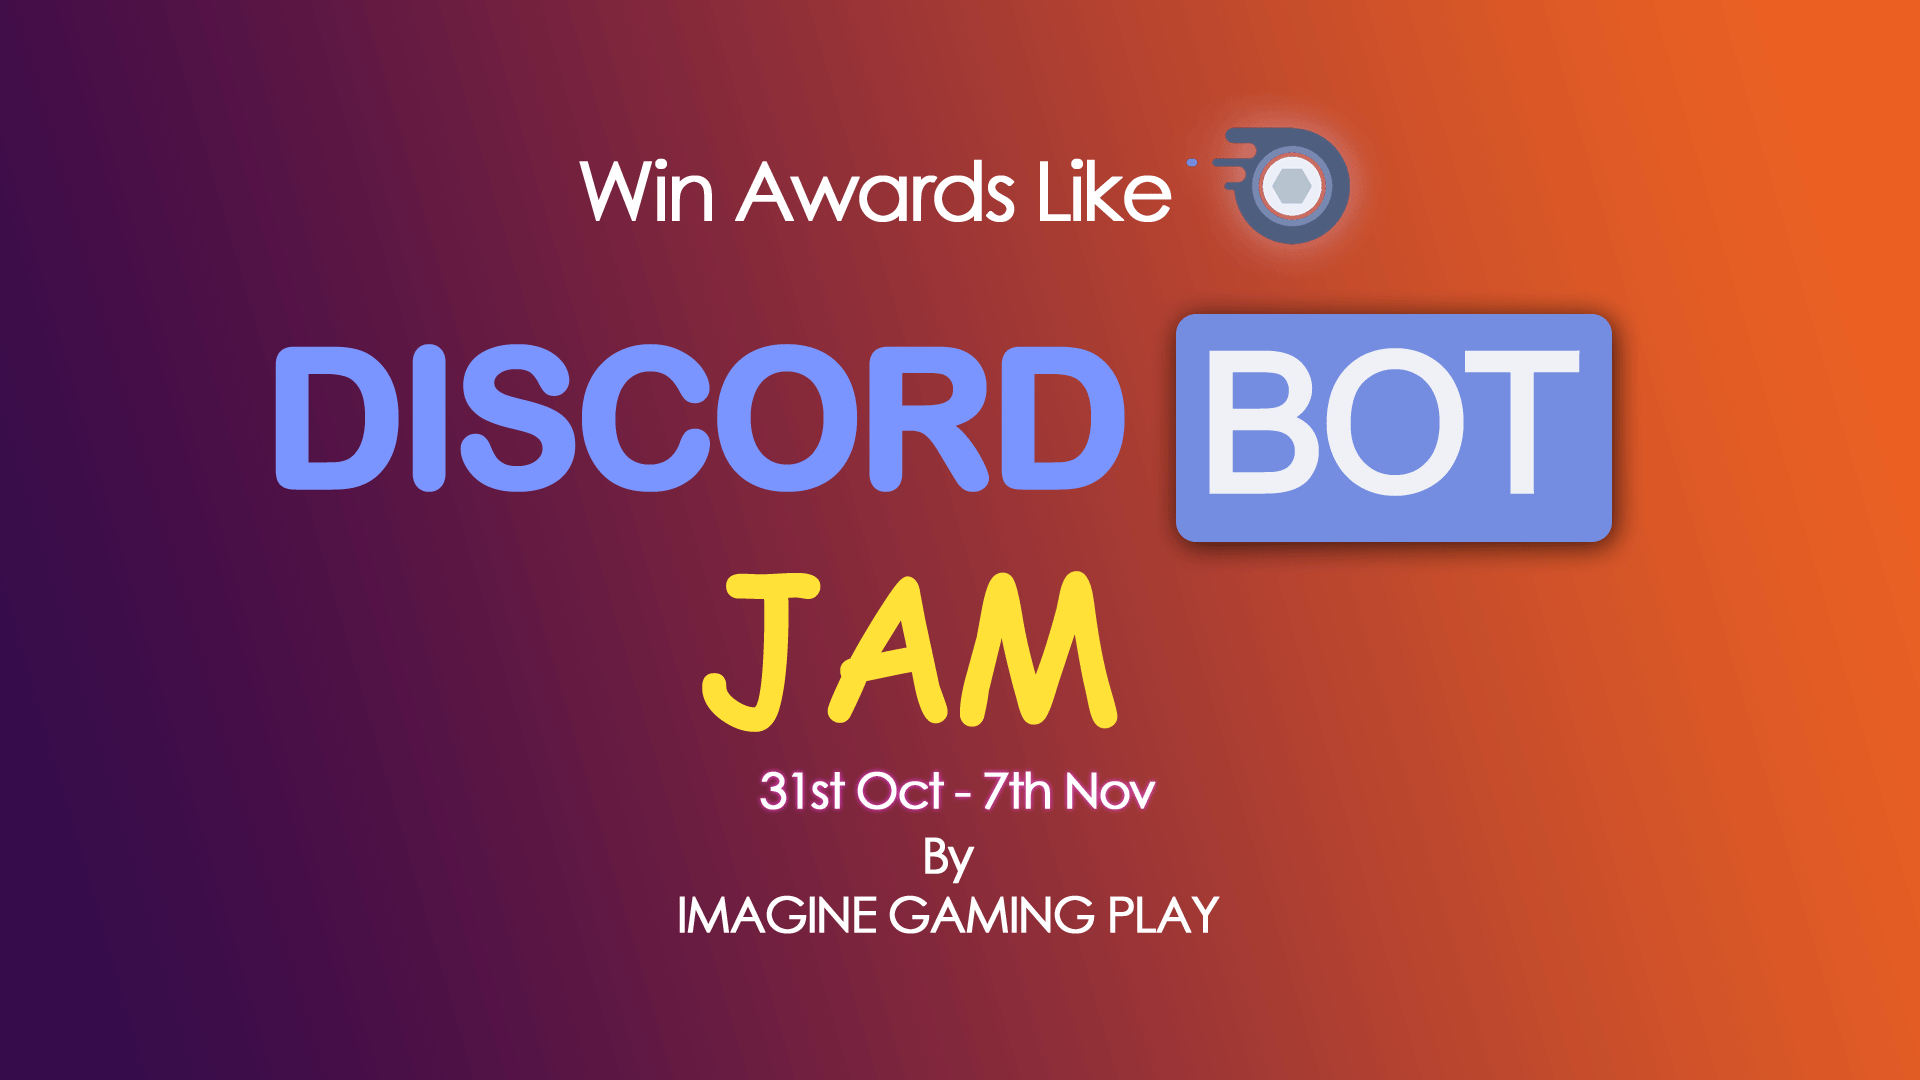 Win Awards Like
DISCORD BOT
JAM
31st Oct - 7th Nov
By
IMAGINE GAMING PLAY